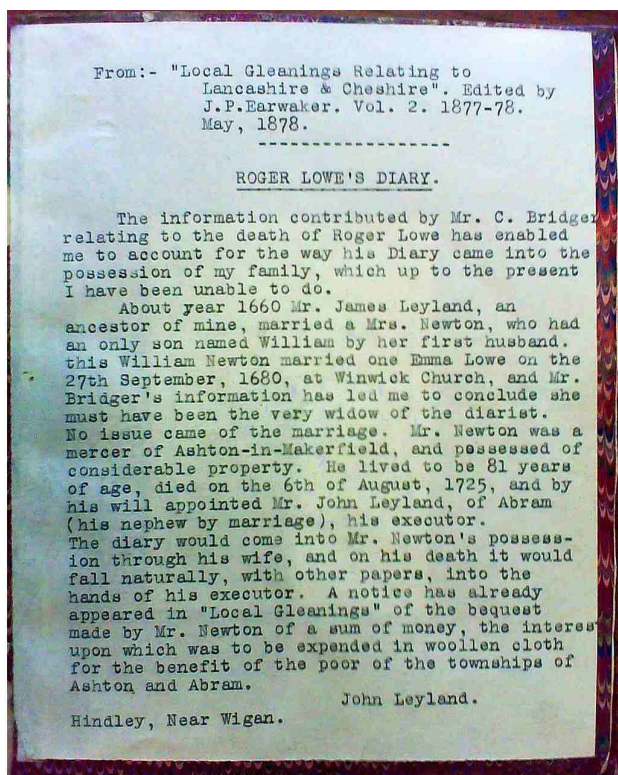 From:- "Local Gleanings Relating to
Lancashire & Cheshire". Edited by
J.P.Earwaker. Vol. 2. 1877-78.
May, 1878.
------------------
ROGER LOWE'S DIARY.
The information contributed by Mr. C. Bridger
relating to the death of Roger Lowe has enabled
me to account for the way his Diary came into the
possession of my family, which up to the present
I have been unable to do.
About year 1660 Mr. James Leyland, an
ancestor of mine, married a Mrs. Newton, who had
an only son named William by her first husband.
this William Newton married one Emma Lowe on the
27th September, 1680, at Winwick Church, and Mr.
Bridger's information has led me to conclude she
must have been the very widow of the diarist.
No issue came of the marriage. Mr. Newton was a
mercer of Ashton-in-Makerfield, and possessed of
considerable property. He lived to be 81 years
of age, died on the 6th of August, 1725, and by
his will appointed Mr. John Leyland, of Abram
(his nephew by marriage), his executor.
The diary would come into Mr. Newton's possess-
ion through his wife, and on his death it would
fall naturally, with other papers, into the
hands of his executor. A notice has already
appeared in "Local Gleanings" of the bequest
made by Mr. Newton of a sum of money, the interes
upon which was to be expended in woollen cloth
for the benefit of the poor of the townships of
Ashton and Abram.
John Leyland.
Hindley, Near Wigan.